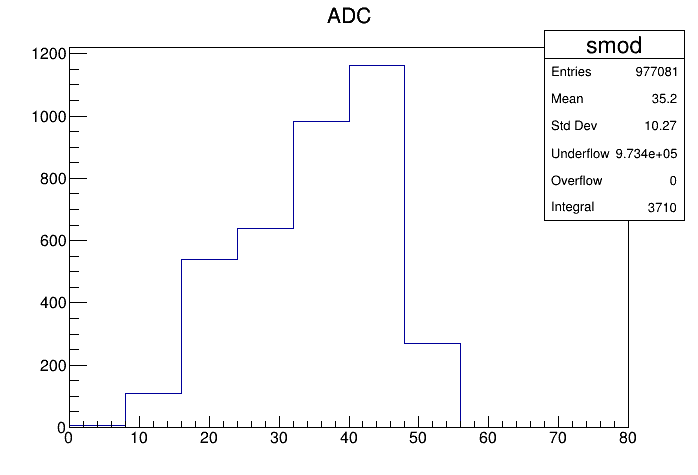 ADC
smod
Entries 977081
Mean 35.2
Std Dev 10.27
Underflow 9.734e+05
Overflow 0
Integral 3710
1200
1000
800
600
400
200
0
0 10 20 30 40 50 60 70 80